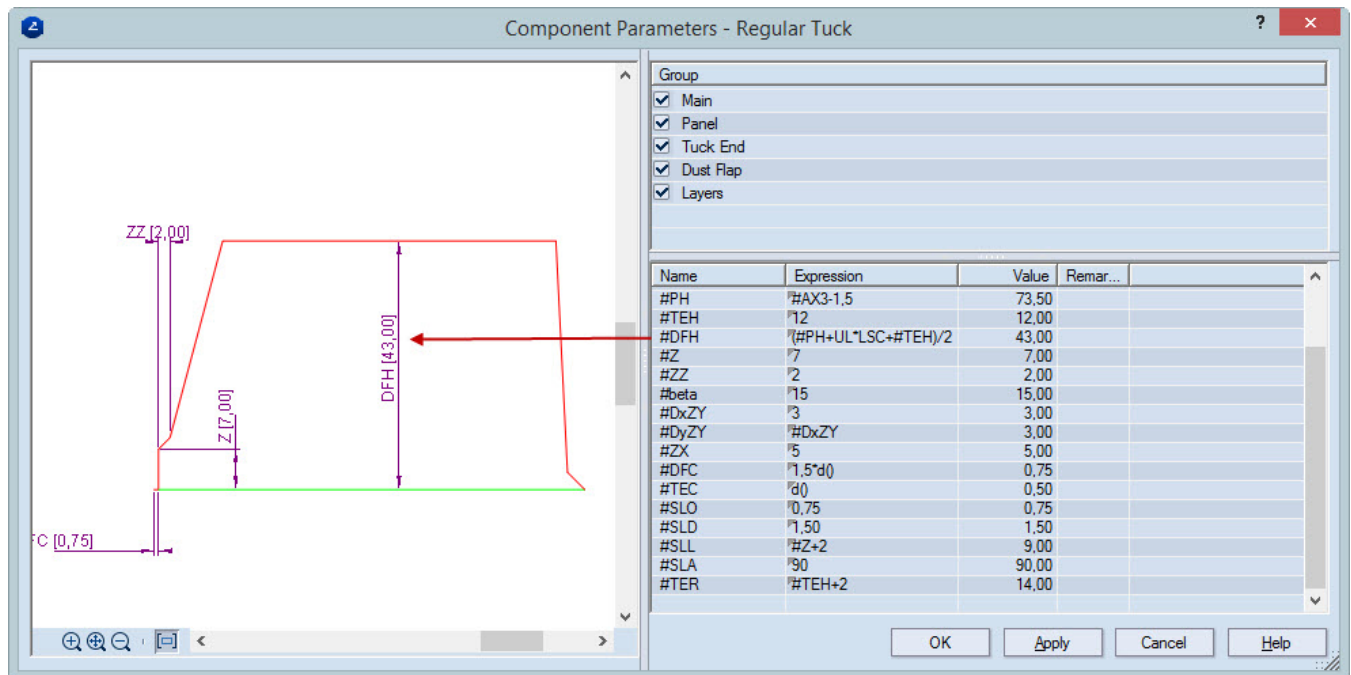 Component Parameters - Regular Tuck
?
ZZ [2,00]
DFH [43,00]
Z [7,00]
FC [0,75]
Group
Main
Panel
Tuck End
Dust Flap
Layers
Name Expression Value Remar...
#PH #AX3-1,5 73,50
#TEH 12 12,00
#DFH (#PH+UL*LSC+#TEH)/2 43,00
#Z 7 7,00
#ZZ 2 2,00
#beta 15 15,00
#DxZY 3 3,00
#DyZY #DxZY 3,00
#ZX 5 5,00
#DFC 1,5*d() 0,75
#TEC d() 0,50
#SLO 0,75 0,75
#SLD 1,50 1,50
#SLL #Z+2 9,00
#SLA 90 90,00
#TER #TEH+2 14,00
OK Apply Cancel Help